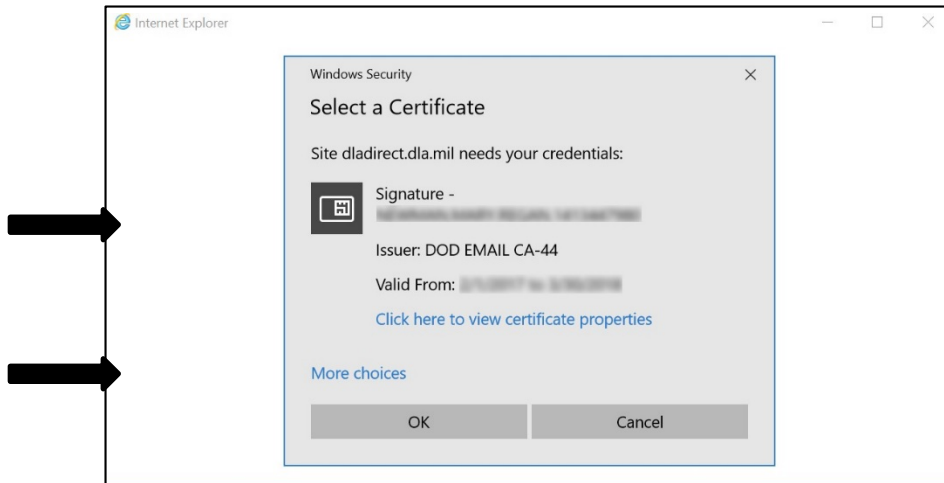 Internet Explorer
Windows Security
Select a Certificate
Site dladirect.dla.mil needs your credentials:
Signature -
Issuer: DOD EMAIL CA-44
Valid From:
Click here to view certificate properties
More choices
OK
Cancel